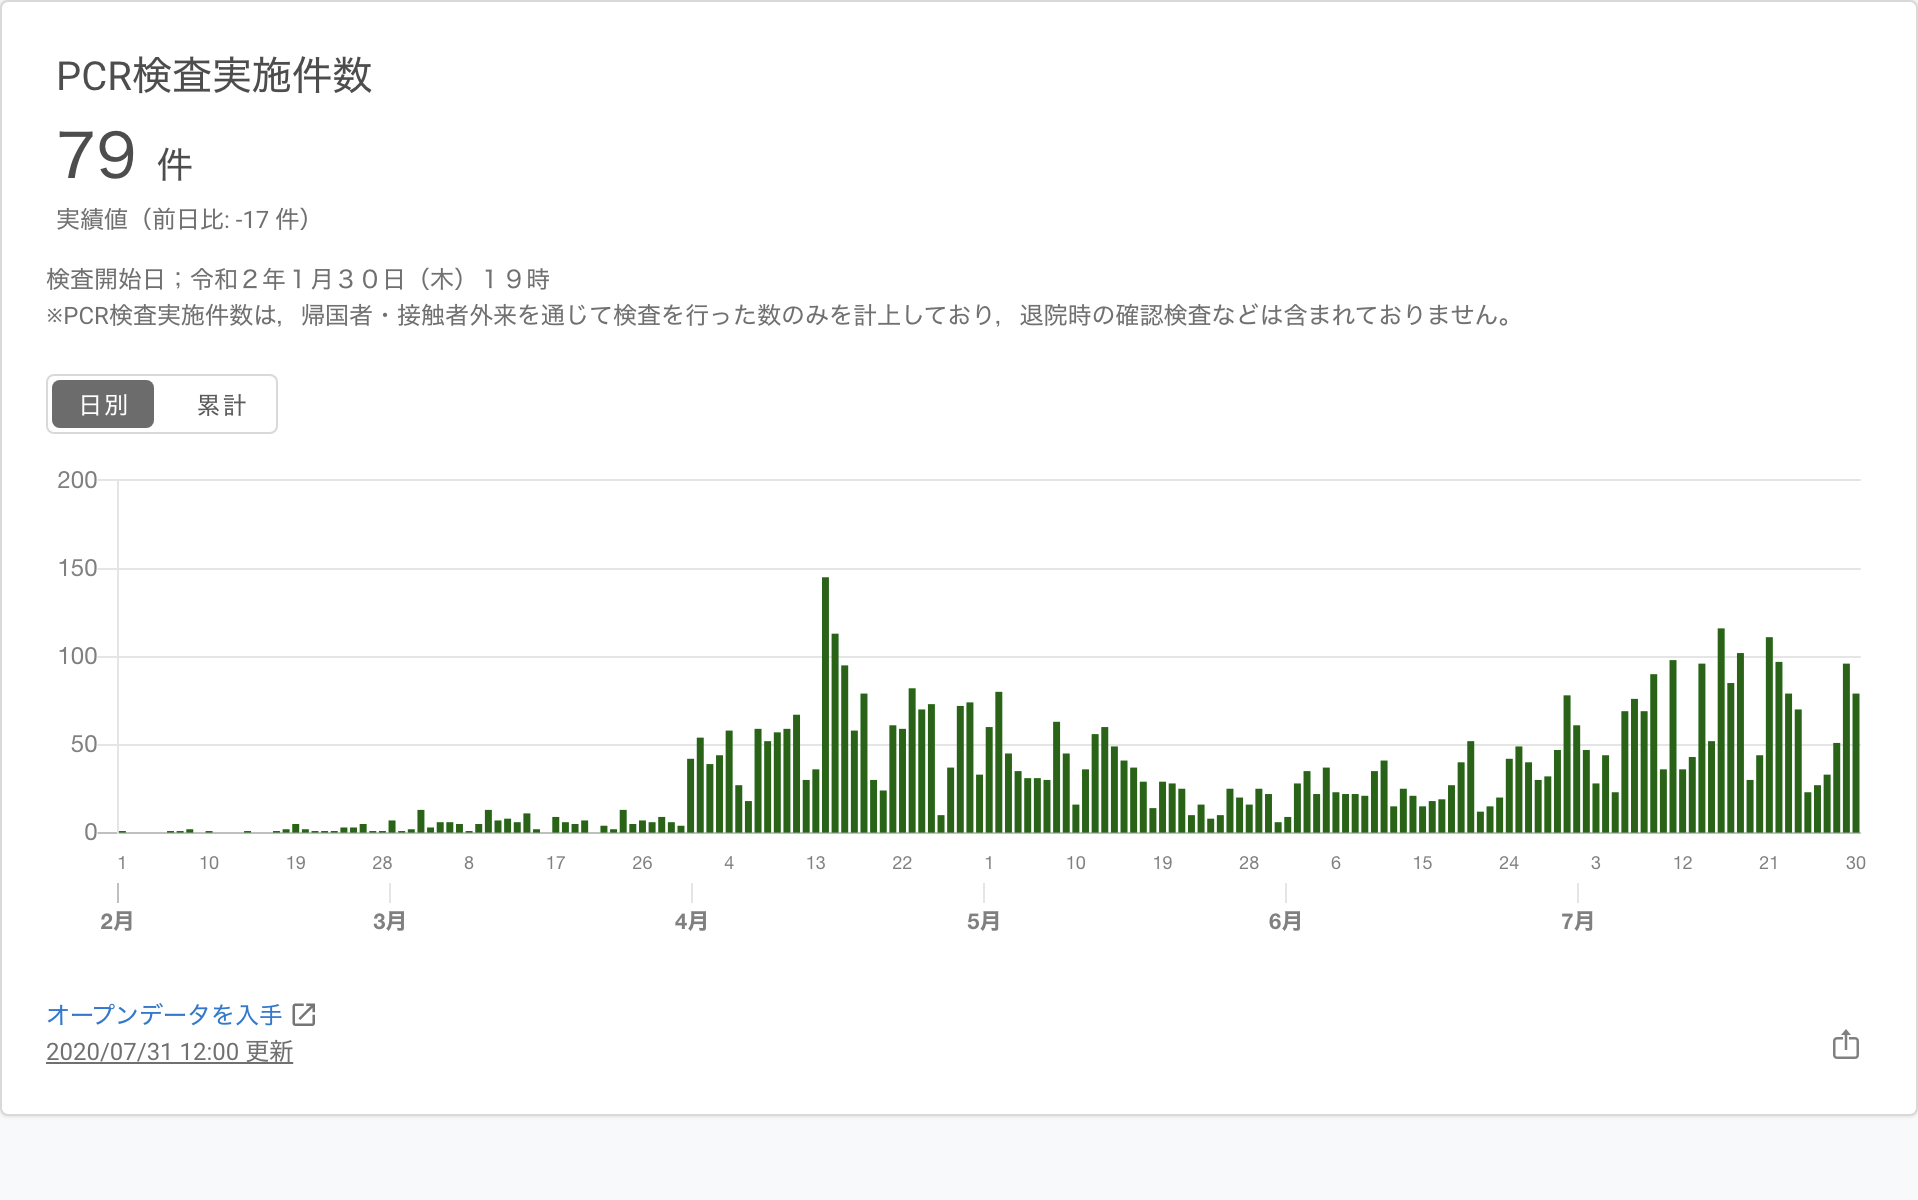 PCR検査実施件数
79 件
実績値（前日比: -17 件）
検査開始日；令和２年１月３０日（木）１９時
※PCR検査実施件数は，帰国者・接触者外来を通じて検査を行った数のみを計上しており，退院時の確認検査などは含まれておりません。
日別 累計
200
150
100
50
0
1 10 19 28 8 17 26 4 13 22 1 10 19 28 6 15 24 3 12 21 30
2月 3月 4月 5月 6月 7月
オープンデータを入手
2020/07/31 12:00 更新